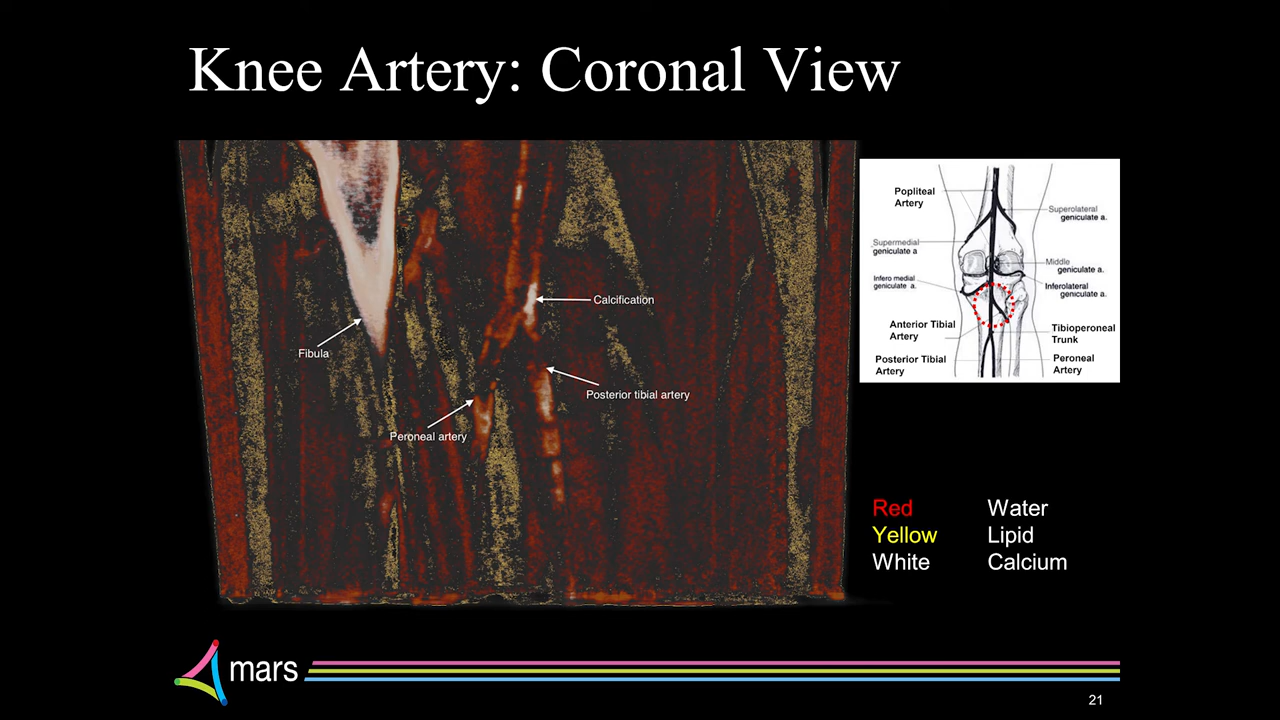 Knee Artery: Coronal View
Calcification
Fibula
Posterior tibial artery
Peroneal artery
Popliteal
Artery
Superolateral
geniculate a.
Supermedial
geniculate a
Middle
geniculate a.
Infero medial
geniculate a.
Inferolateral
geniculate a.
Anterior Tibial
Artery
Tibioperoneal
Trunk
Posterior Tibial
Artery
Peroneal
Artery
Red Water
Yellow Lipid
White Calcium
mars
21